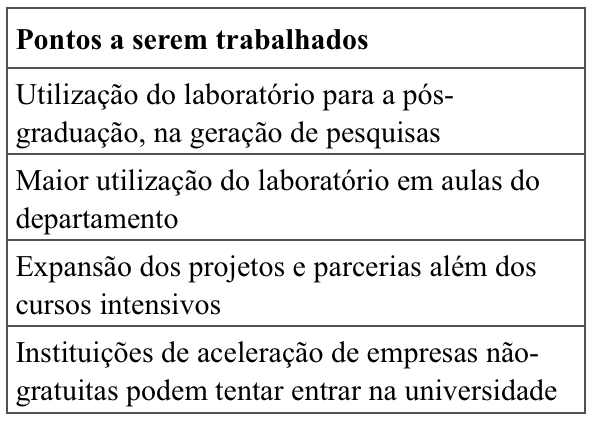 Pontos a serem trabalhados
Utilização do laboratório para a pós-
graduação, na geração de pesquisas
Maior utilização do laboratório em aulas do
departamento
Expansão dos projetos e parcerias além dos
cursos intensivos
Instituições de aceleração de empresas não-
gratuitas podem tentar entrar na universidade